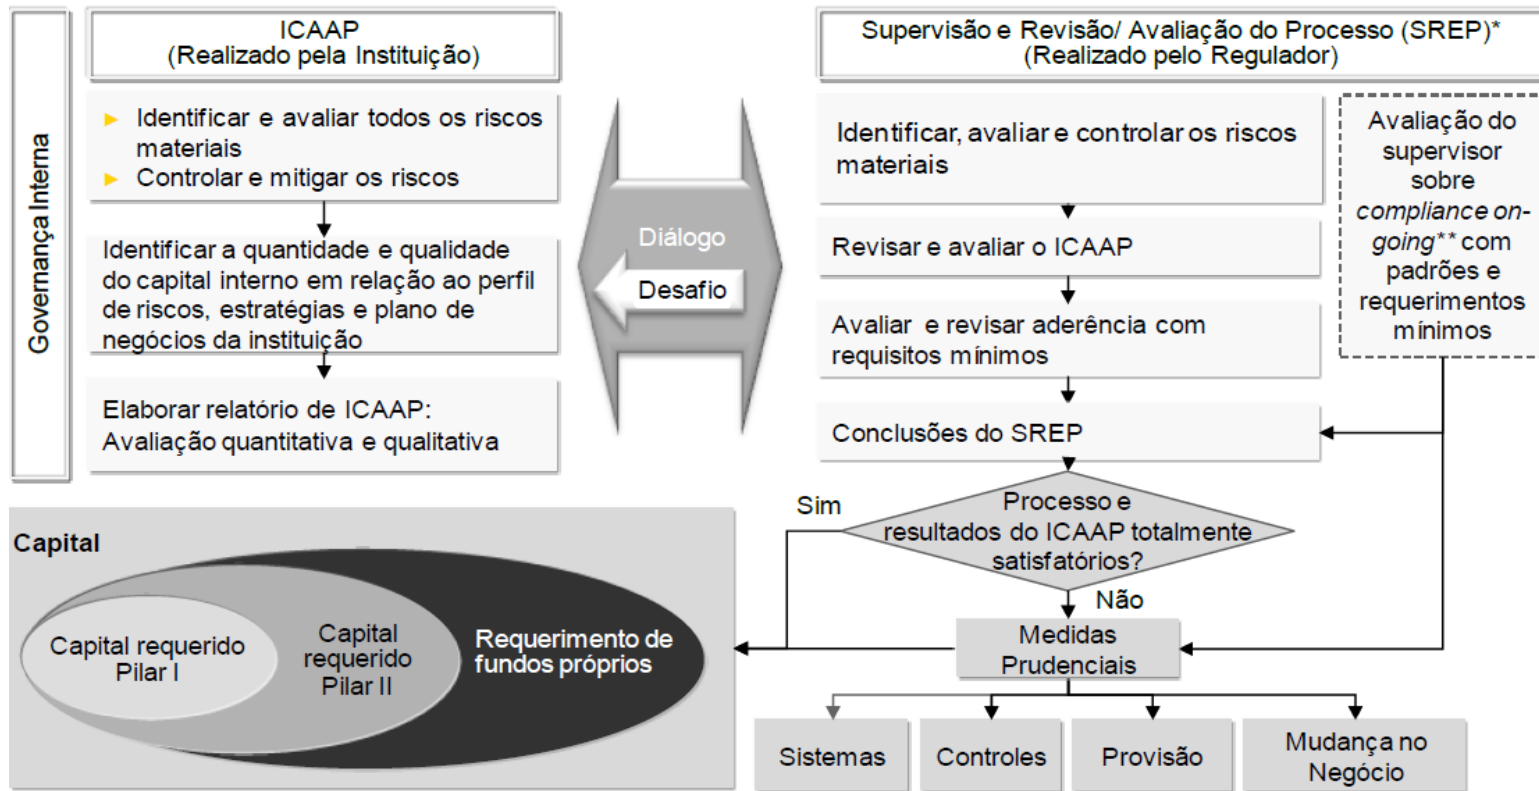 ICAAP
(Realizado pela Instituição)
Governança Interna
Identificar e avaliar todos os riscos
materiais
Controlar e mitigar os riscos
Identificar a quantidade e qualidade
do capital interno em relação ao perfil
de riscos, estratégias e plano de
negócios da instituição
Elaborar relatório de ICAAP:
Avaliação quantitativa e qualitativa
Diálogo
Desafio
Supervisão e Revisão/ Avaliação do Processo (SREP)*
(Realizado pelo Regulador)
Identificar, avaliar e controlar os riscos
materiais
Revisar e avaliar o ICAAP
Avaliar e revisar aderência com
requisitos mínimos
Conclusões do SREP
Avaliação do
supervisor
sobre
compliance on-
going** com
padrões e
requerimentos
mínimos
Processo e
resultados do ICAAP totalmente
satisfatórios?
Sim
Não
Medidas
Prudenciais
Sistemas
Controles
Provisão
Mudança no
Negócio
Capital
Capital requerido
Pilar I
Capital
requerido
Pilar II
Requerimento de
fundos próprios